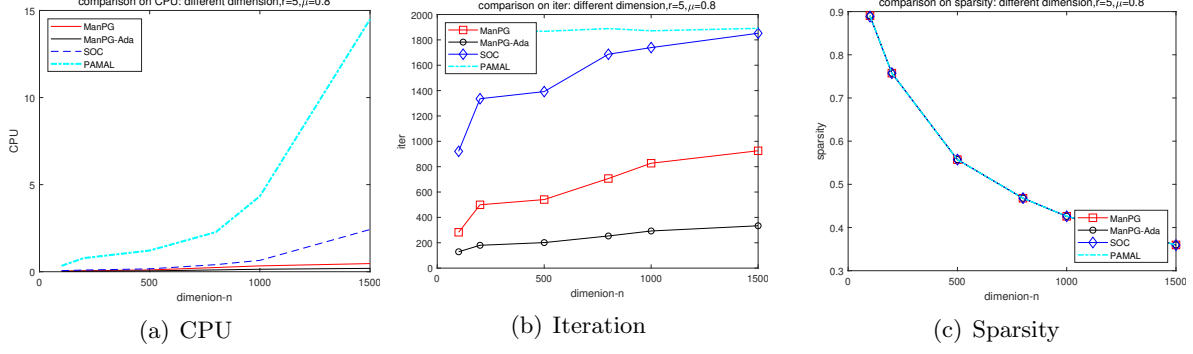 comparison on CPU: different dimension,r=5,μ=0.8
15
10
5
0
CPU
ManPG
ManPG-Ada
SOC
PAMAL
0 500 1000 1500
dimenion-n
(a) CPU
comparison on iter: different dimension,r=5,μ=0.8
2000
1800
1600
1400
1200
1000
800
600
400
200
0
iter
ManPG
ManPG-Ada
SOC
PAMAL
0 500 1000 1500
dimenion-n
(b) Iteration
comparison on sparsity: different dimension,r=5,μ=0.8
0.9
0.8
0.7
0.6
0.5
0.4
0.3
sparsity
ManPG
ManPG-Ada
SOC
PAMAL
0 500 1000 1500
dimenion-n
(c) Sparsity